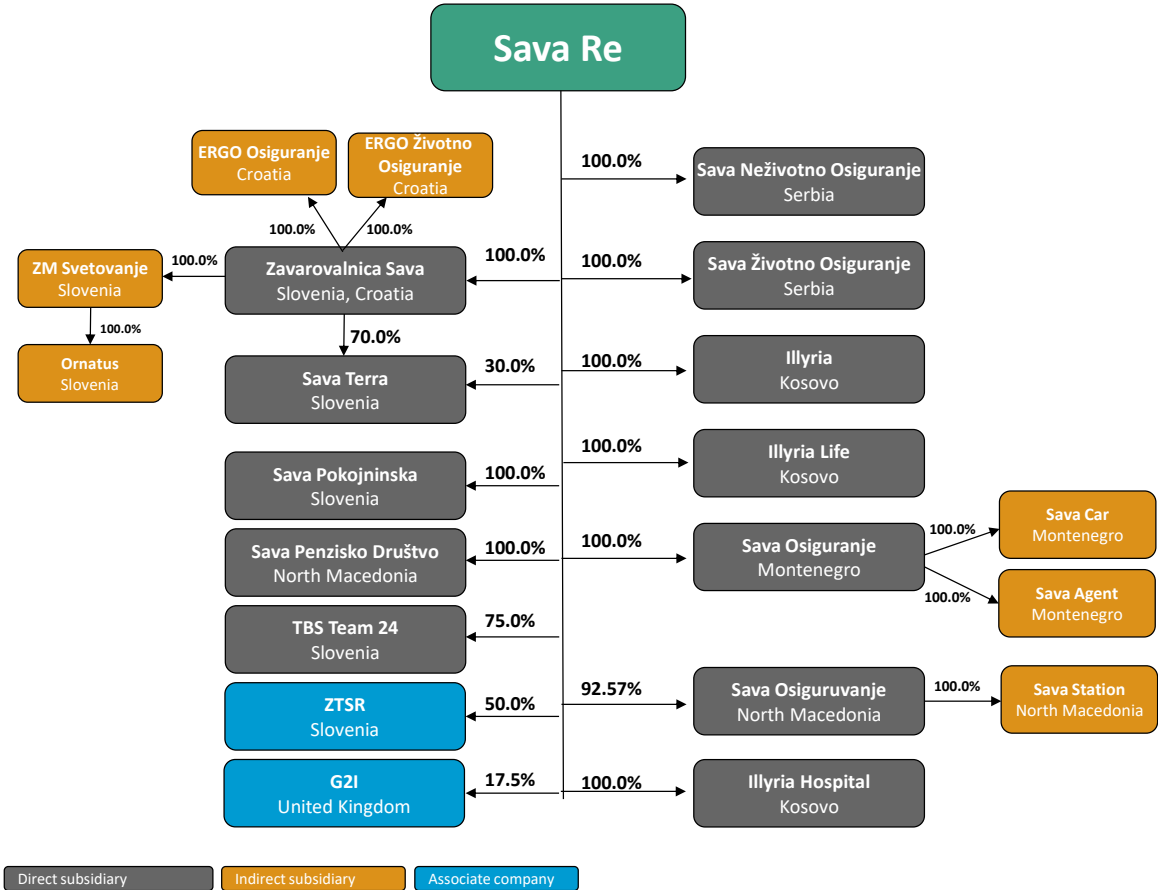 Sava Re
ERGO Osiguranje
Croatia
ERGO Životno
Osiguranje
Croatia
100.0%
100.0%
100.0%
ZM Svetovanje
Slovenia
100.0%
Ornatus
Slovenia
Zavarovalnica Sava
Slovenia, Croatia
100.0%
70.0%
Sava Terra
Slovenia
30.0%
Sava Pokojninska
Slovenia
100.0%
Sava Penzisko Društvo
North Macedonia
100.0%
TBS Team 24
Slovenia
75.0%
ZTSR
Slovenia
50.0%
G2I
United Kingdom
17.5%
100.0%
Sava Neživotno Osiguranje
Serbia
100.0%
Sava Životno Osiguranje
Serbia
100.0%
Illyria
Kosovo
100.0%
Illyria Life
Kosovo
100.0%
Sava Osiguranje
Montenegro
100.0%
Sava Car
Montenegro
100.0%
Sava Agent
Montenegro
92.57%
Sava Osiguruvanje
North Macedonia
100.0%
Sava Station
North Macedonia
100.0%
Illyria Hospital
Kosovo
Direct subsidiary
Indirect subsidiary
Associate company